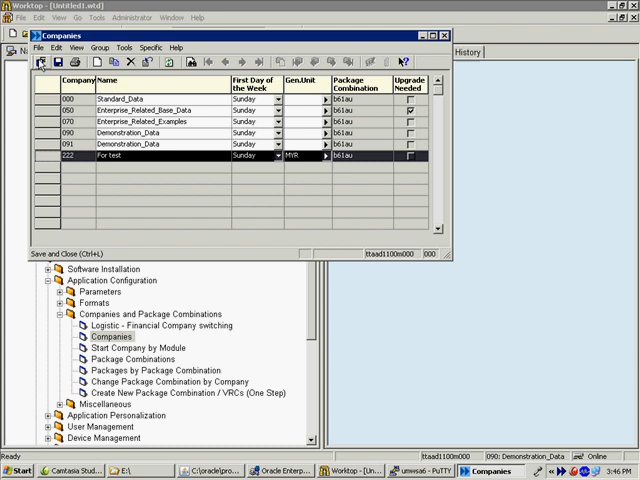 Worktop - [Untitled1.wtd]
File Edit View Go Tools Options Window Help
History
Companies
File Edit View Group Tools Specific Help
Company Name First Day of the Week Gen.Unit Package Combination Upgrade Needed
000 Standard_Data Sunday b61au
050 Enterprise_Related_Base_Data Sunday b61au
070 Enterprise_Related_Examples Sunday b61au
090 Demonstration_Data Sunday b61au
091 Demonstration_Data Sunday b61au
222 For test Sunday MYR b61au
Save and Close (Ctrl+L) ttaad1100m000 000
Software Installation
Application Configuration
Parameters
Formats
Companies and Package Combinations
Logistic - Financial Company switching
Companies
Start Company by Module
Package Combinations
Packages by Package Combination
Change Package Combination by Company
Create New Package Combination / VRCs (One Step)
Miscellaneous
Application Personalization
User Management
Device Management
Ready ttaad1100m000 090: Demonstration_Data Online
Start Camtasia Stud... E:\ C:\oracle\pro... Oracle Enterp... Worktop - [Un... umwsa6 - PuTTY Companies 3:46 PM